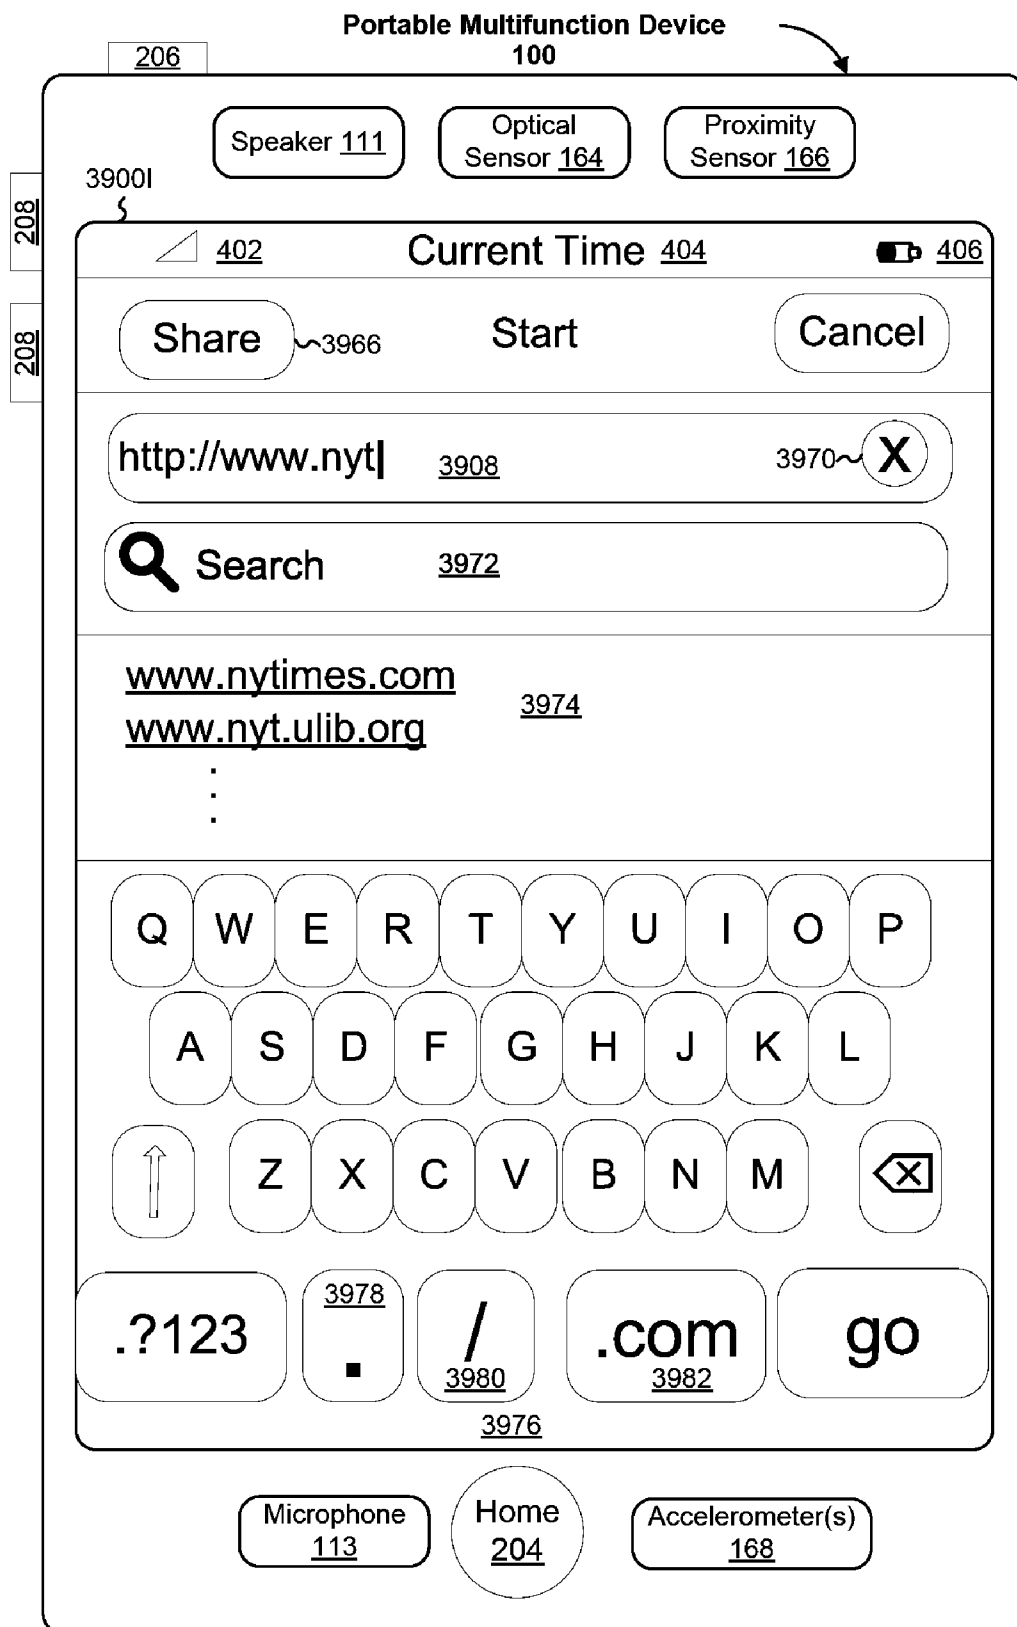 Portable Multifunction Device
100
206
Speaker 111
Optical
Sensor 164
Proximity
Sensor 166
3900I
208
208
402
Current Time 404
406
Share
3966
Start
Cancel
http://www.nyt
3908
3970
X
Search
3972
www.nytimes.com
www.nyt.ulib.org
3974
Q W E R T Y U I O P
A S D F G H J K L
Z X C V B N M
.?123
3978
.
/
3980
.com
3982
go
3976
Microphone
113
Home
204
Accelerometer(s)
168